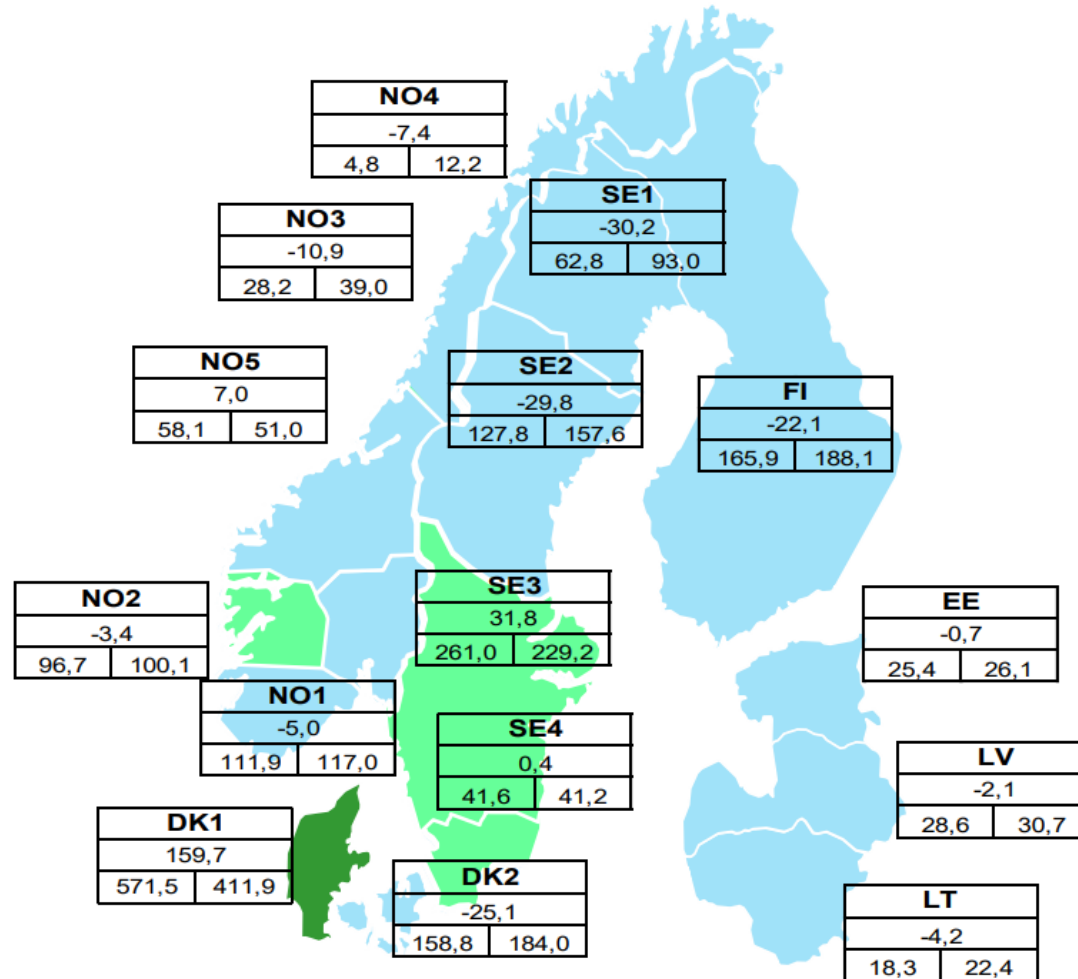 NO4
-7,4
4,8 12,2
SE1
-30,2
62,8 93,0
NO3
-10,9
28,2 39,0
NO5
7,0
58,1 51,0
SE2
-29,8
127,8 157,6
FI
-22,1
165,9 188,1
NO2
-3,4
96,7 100,1
SE3
31,8
261,0 229,2
EE
-0,7
25,4 26,1
NO1
-5,0
111,9 117,0
SE4
0,4
41,6 41,2
LV
-2,1
28,6 30,7
DK1
159,7
571,5 411,9
DK2
-25,1
158,8 184,0
LT
-4,2
18,3 22,4